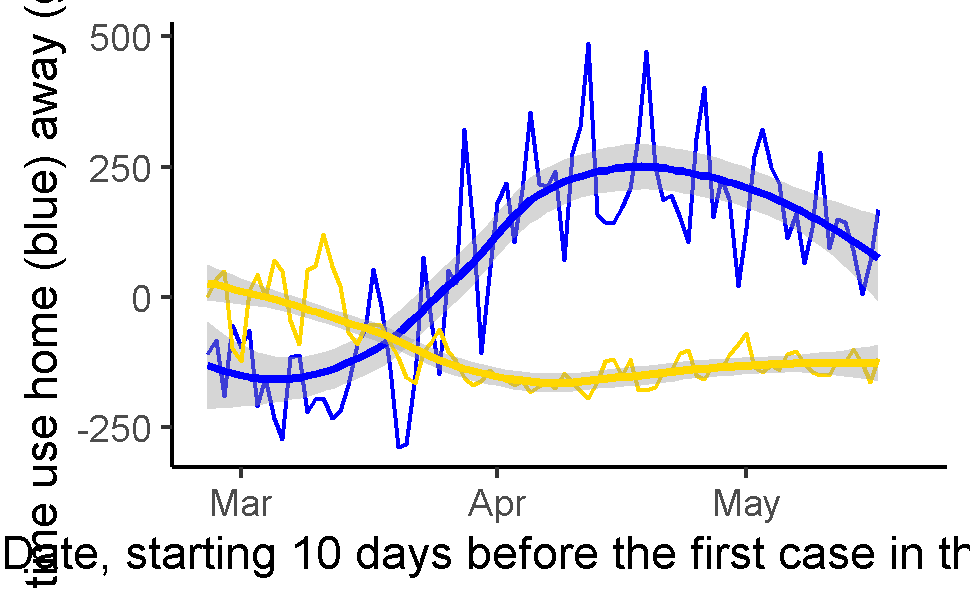 500
250
0
-250
time use home (blue) away (
Mar Apr May
Date, starting 10 days before the first case in th